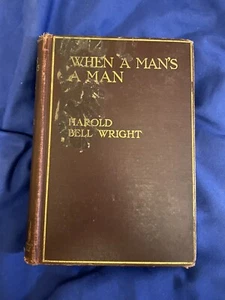 WHEN A MAN'S
A MAN
HAROLD
BELL WRIGHT